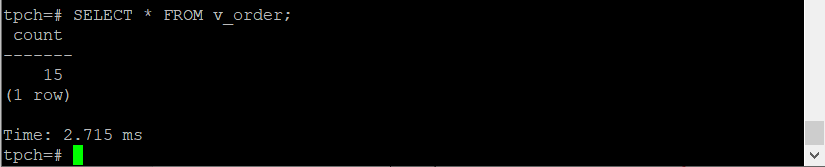 tpch=# SELECT * FROM v_order;
 count
-------
    15
(1 row)

Time: 2.715 ms
tpch=#